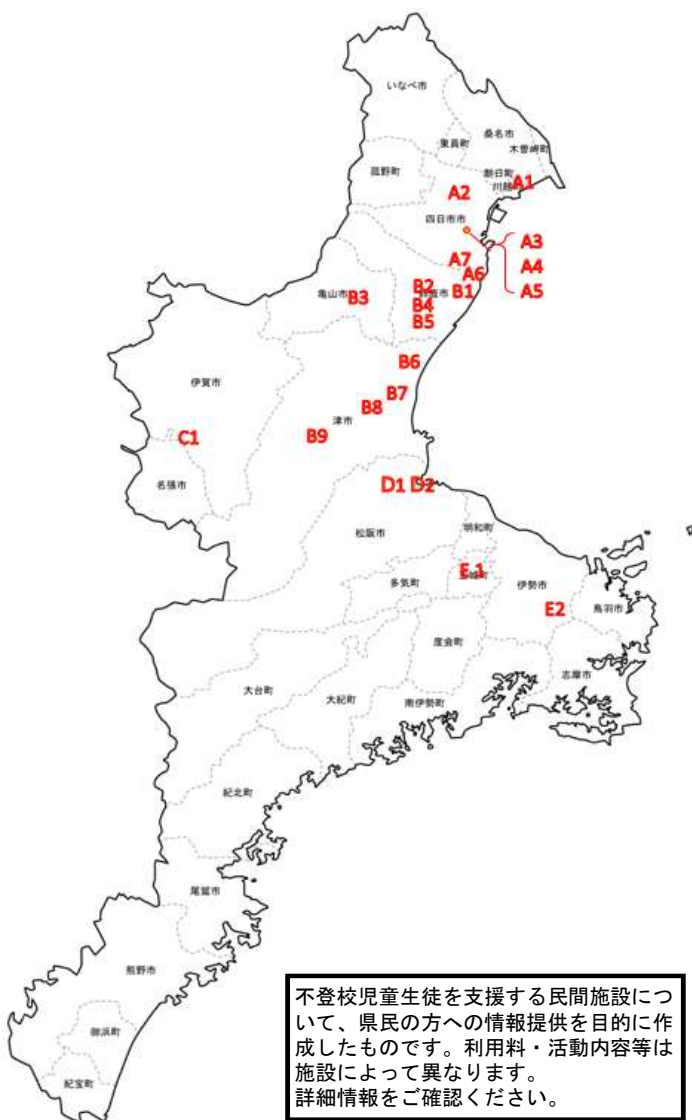 いなべ市
桑名市
東員町
木曽岬町
菰野町
朝日町
川越
A1
A2
四日市市
A3
A7
A4
A6
A5
B2
B1
亀山市
B3
B4
B5
B6
伊賀市
B7
B8
津市
C1
B9
名張市
D1
D2
松阪市
明和町
E1
多気町
伊勢市
E2
鳥羽市
度会町
志摩市
大台町
大紀町
南伊勢町
紀北町
尾鷲市
熊野市
御浜町
紀宝町
不登校児童生徒を支援する民間施設につ
いて、県民の方への情報提供を目的に作
成したものです。利用料・活動内容等は
施設によって異なります。
詳細情報をご確認ください。